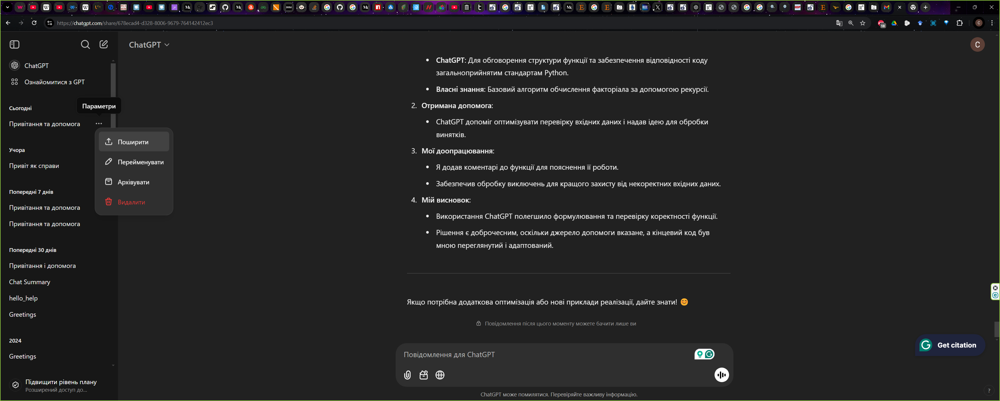 https://chatgpt.com/share/678ecad4-d328-8006-9679-764142412ec3
18
C
ChatGPT
C
ChatGPT
Ознайомитися з GPT
Параметри
Сьогодні
Привітання та допомога
Поширити
Перейменувати
Архівувати
Видалити
Учора
Привіт як справи
Попередні 7 днів
Привітання та допомога
Привітання та допомога
Попередні 30 днів
Привітання і допомога
Chat Summary
hello_help
Greetings
2024
Greetings
Підвищити рівень плану
Розширений доступ до...
• ChatGPT: Для обговорення структури функції та забезпечення відповідності коду
загальноприйнятим стандартам Python.
• Власні знання: Базовий алгоритм обчислення факторіала за допомогою рекурсії.
2. Отримана допомога:
• ChatGPT допоміг оптимізувати перевірку вхідних даних і надав ідею для обробки
винятків.
3. Мої доопрацювання:
• Я додав коментарі до функції для пояснення її роботи.
• Забезпечив обробку виключень для кращого захисту від некоректних вхідних даних.
4. Мій висновок:
• Використання ChatGPT полегшило формулювання та перевірку коректності функції.
• Рішення є доброчесним, оскільки джерело допомоги вказане, а кінцевий код був
мною переглянутий і адаптований.
Якщо потрібна додаткова оптимізація або нові приклади реалізації, дайте знати! 😊
Повідомлення після цього моменту можете бачити лише ви
Get citation
Повідомлення для ChatGPT
ChatGPT може помилятися. Перевіряйте важливу інформацію.
?